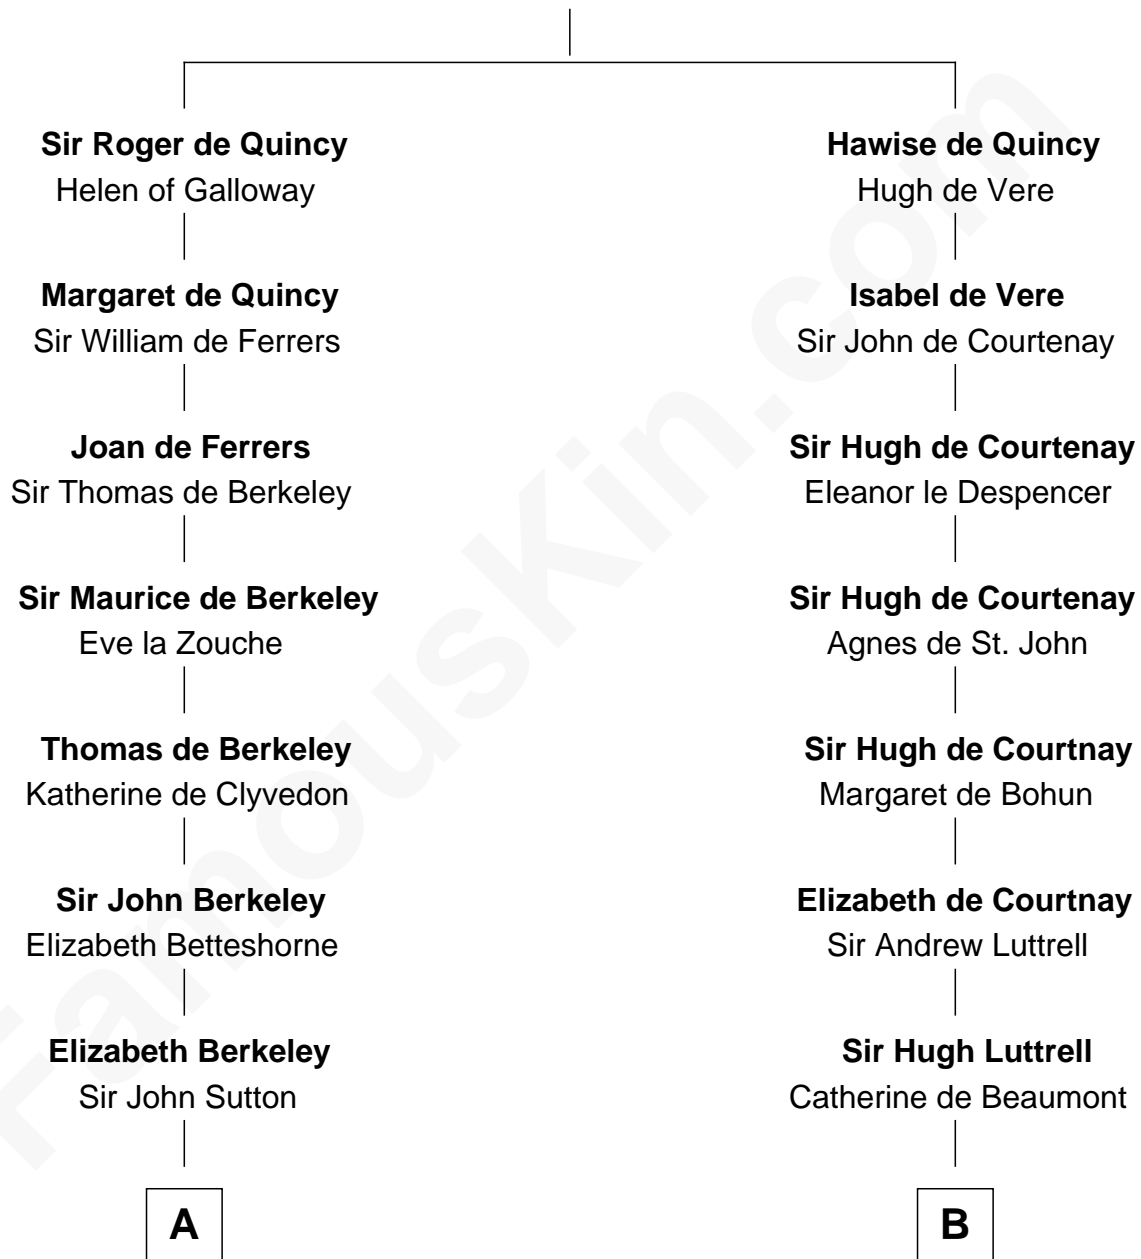 Sir Roger de Quincy
Helen of Galloway
Margaret de Quincy
Sir William de Ferrers
Joan de Ferrers
Sir Thomas de Berkeley
Sir Maurice de Berkeley
Eve la Zouche
Thomas de Berkeley
Katherine de Clyvedon
Sir John Berkeley
Elizabeth Betteshorne
Elizabeth Berkeley
Sir John Sutton
A
Hawise de Quincy
Hugh de Vere
Isabel de Vere
Sir John de Courtenay
Sir Hugh de Courtenay
Eleanor le Despencer
Sir Hugh de Courtenay
Agnes de St. John
Sir Hugh de Courtnay
Margaret de Bohun
Elizabeth de Courtnay
Sir Andrew Luttrell
Sir Hugh Luttrell
Catherine de Beaumont
B
FamousKin.com